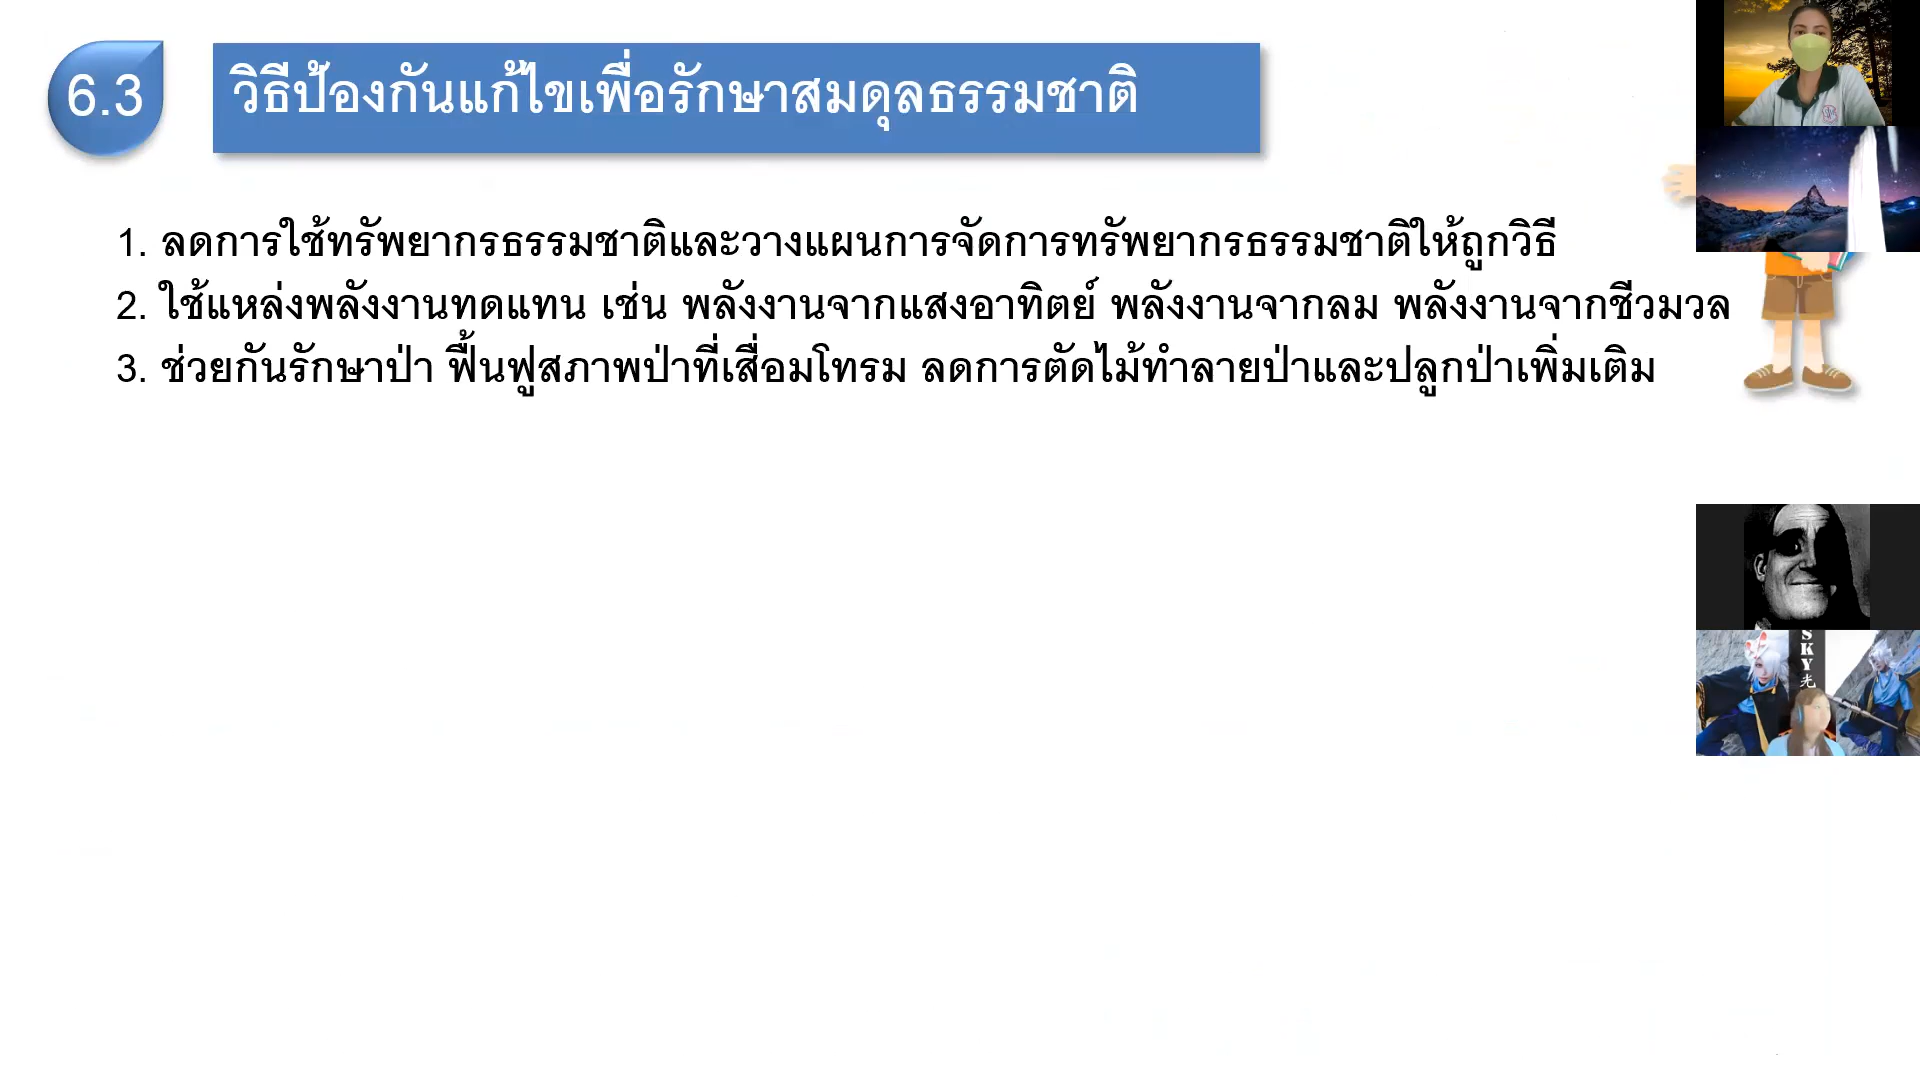 6.3
วิธีป้องกันแก้ไขเพื่อรักษาสมดุลธรรมชาติ
1. ลดการใช้ทรัพยากรธรรมชาติและวางแผนการจัดการทรัพยากรธรรมชาติให้ถูกวิธี
2. ใช้แหล่งพลังงานทดแทน เช่น พลังงานจากแสงอาทิตย์ พลังงานจากลม พลังงานจากชีวมวล
3. ช่วยกันรักษาป่า ฟื้นฟูสภาพป่าที่เสื่อมโทรม ลดการตัดไม้ทำลายป่าและปลูกป่าเพิ่มเติม
SKY光